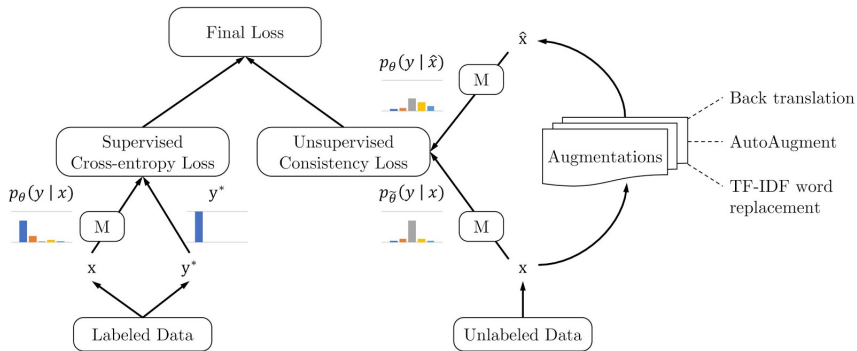 Final Loss
x̂
p_θ(y | x̂)
M
Back translation
Supervised
Cross-entropy Loss
Unsupervised
Consistency Loss
Augmentations
AutoAugment
TF-IDF word
replacement
p_θ(y | x)
y*
p_θ̃(y | x)
M
M
x
y*
x
Labeled Data
Unlabeled Data